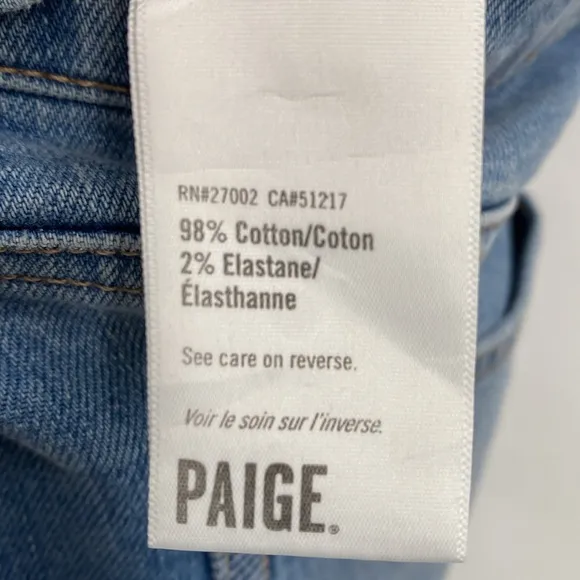 RN#27002 CA#51217
98% Cotton/Coton
2% Elastane/
Élasthanne
See care on reverse.
Voir le soin sur l'inverse.
PAIGE.